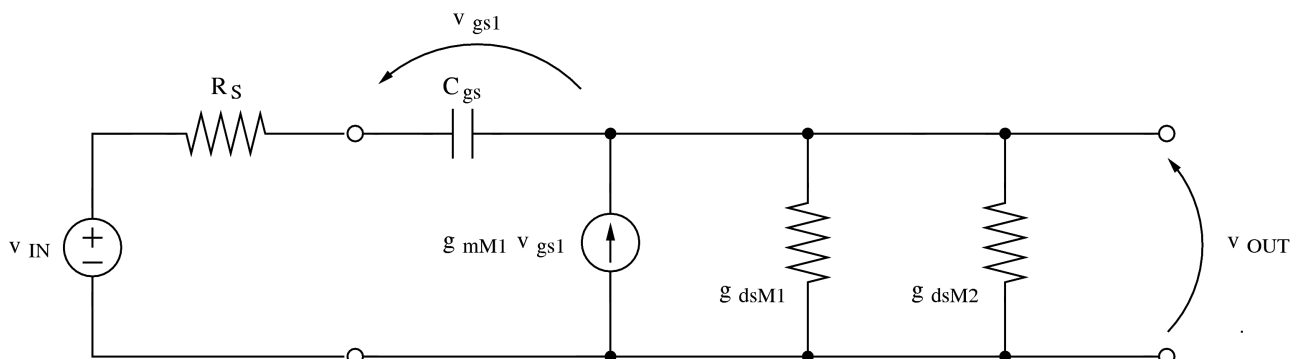 v gs1
R S
C gs
+
−
v IN
g mM1 v gs1
g dsM1
g dsM2
v OUT